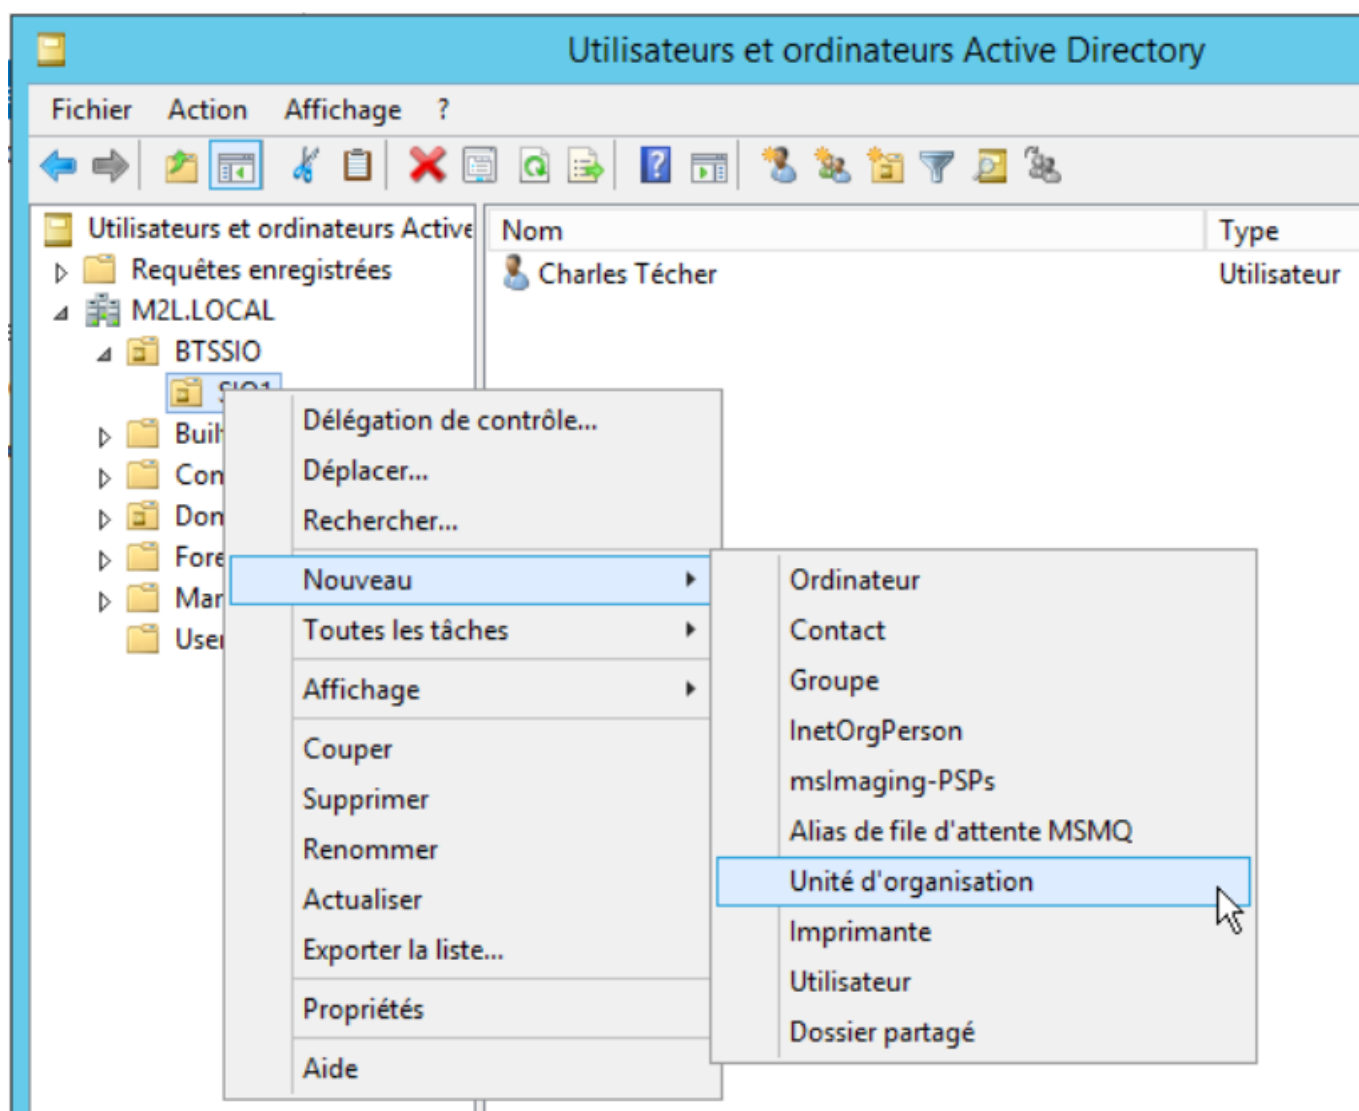 Utilisateurs et ordinateurs Active Directory
Fichier Action Affichage ?
Utilisateurs et ordinateurs Active
Nom Type
Requêtes enregistrées
Charles Técher Utilisateur
M2L.LOCAL
BTSSIO
SIO1
Délégation de contrôle...
Déplacer...
Rechercher...
Nouveau
Toutes les tâches
Affichage
Couper
Supprimer
Renommer
Actualiser
Exporter la liste...
Propriétés
Aide
Ordinateur
Contact
Groupe
InetOrgPerson
msImaging-PSPs
Alias de file d'attente MSMQ
Unité d'organisation
Imprimante
Utilisateur
Dossier partagé